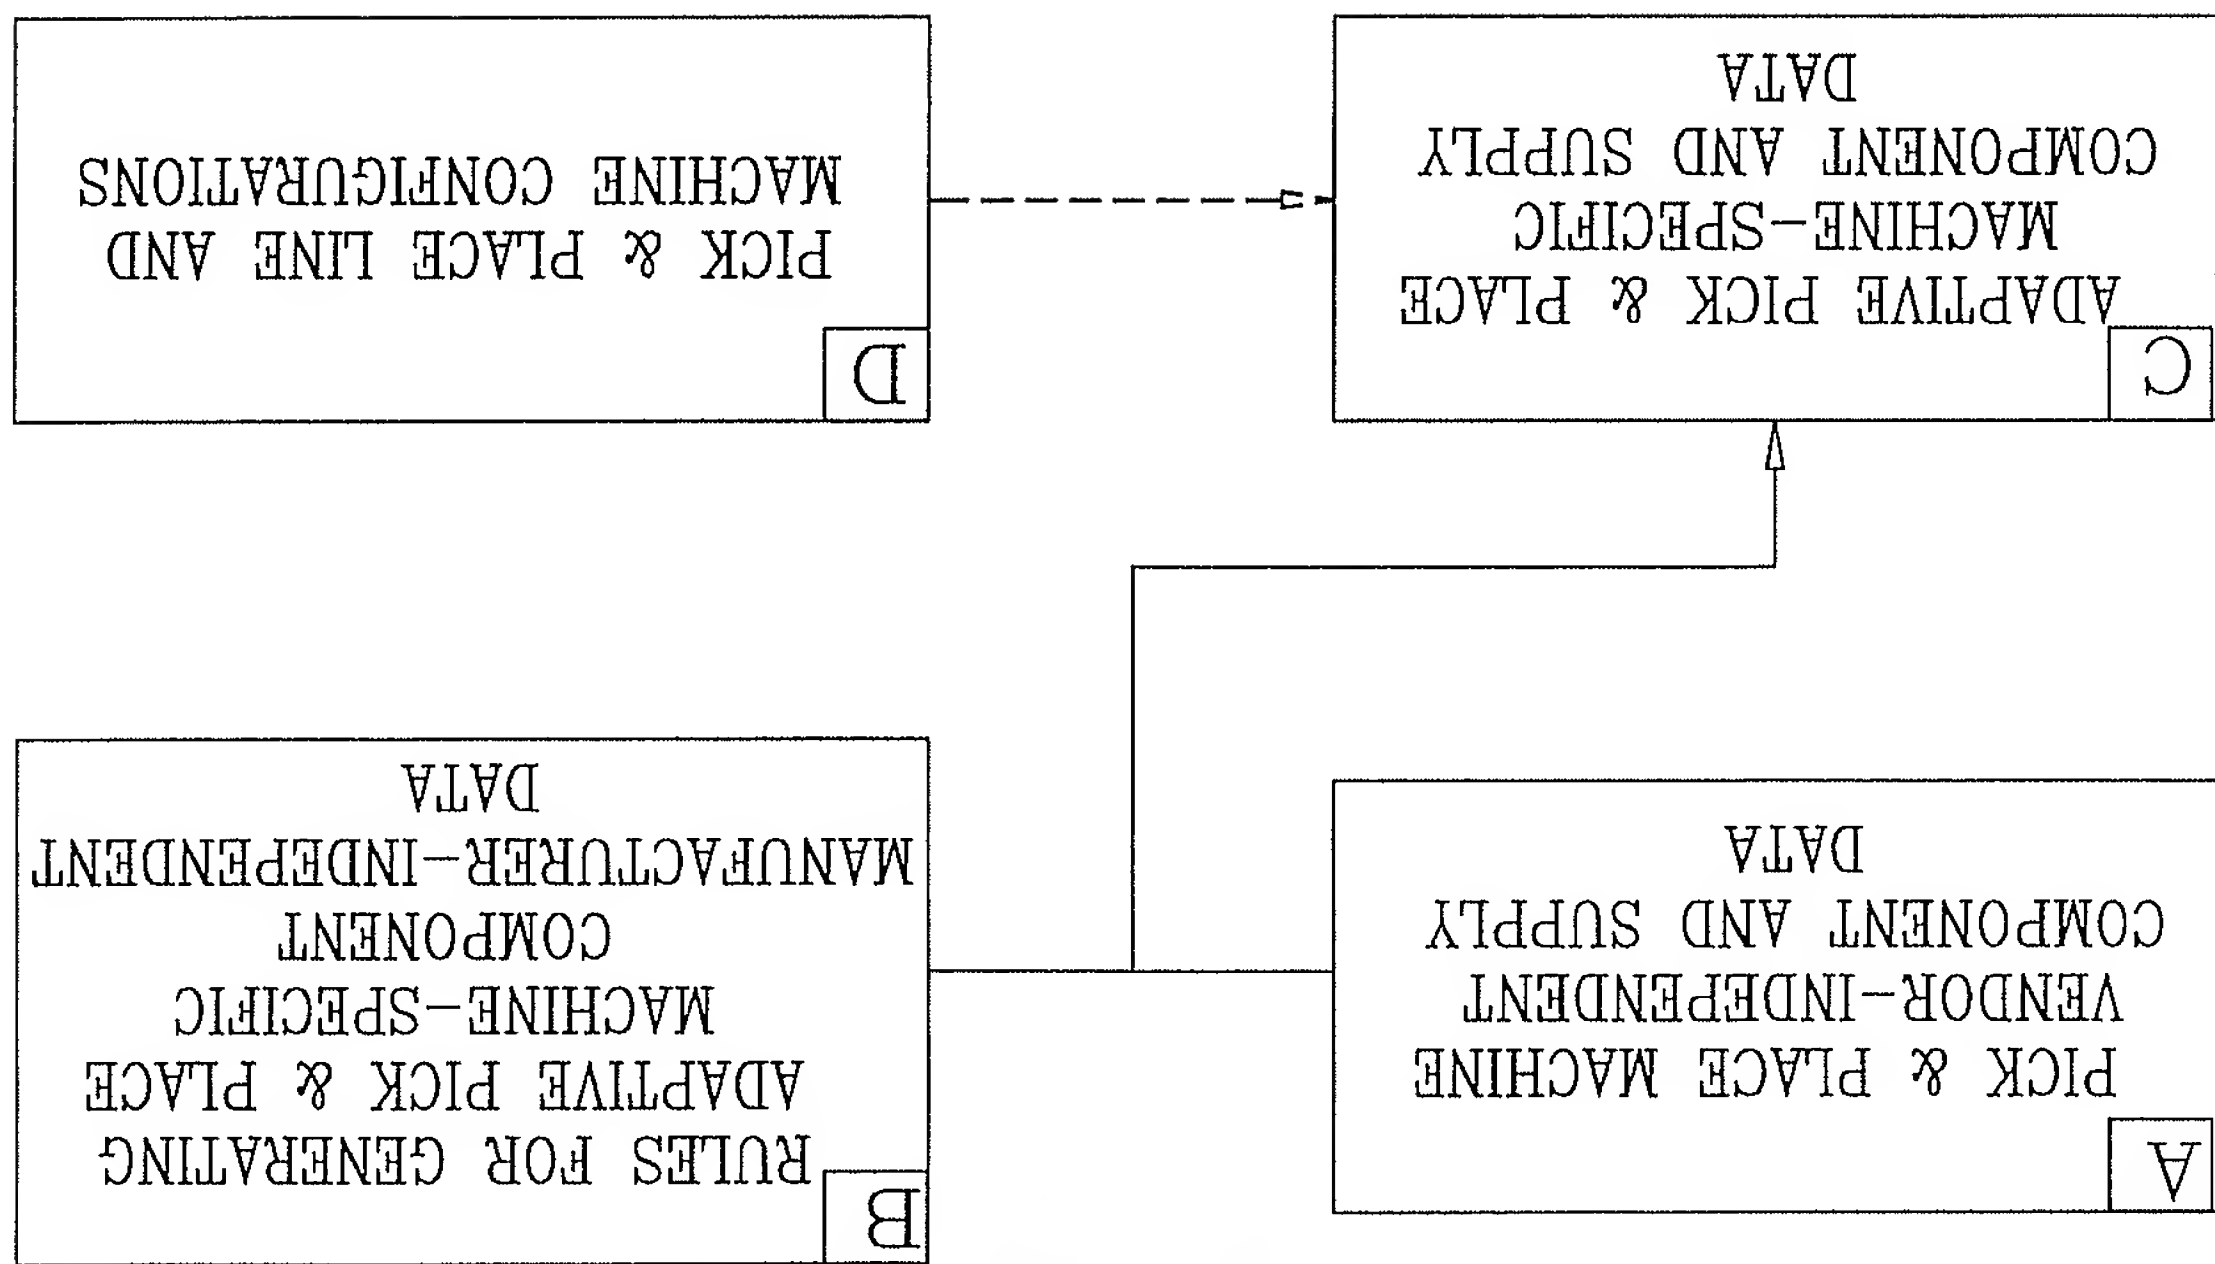 A
PICK & PLACE MACHINE
VENDOR-INDEPENDENT
COMPONENT AND SUPPLY
DATA
B
RULES FOR GENERATING
ADAPTIVE PICK & PLACE
MACHINE-SPECIFIC
COMPONENT
MANUFACTURER-INDEPENDENT
DATA
C
ADAPTIVE PICK & PLACE
MACHINE-SPECIFIC
COMPONENT AND SUPPLY
DATA
D
PICK & PLACE LINE AND
MACHINE CONFIGURATIONS